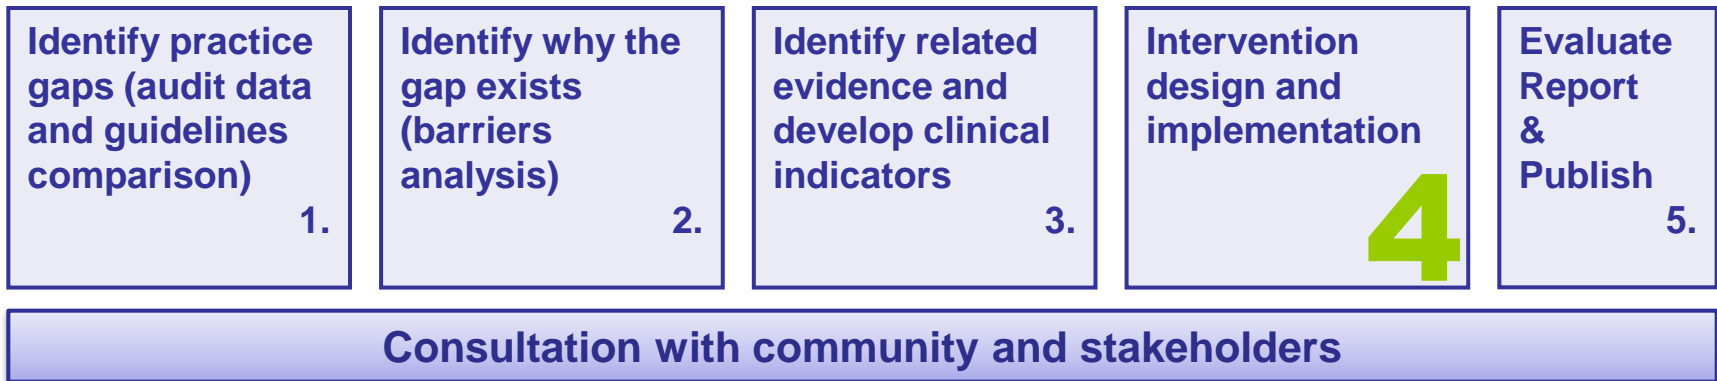 Identify practice
gaps (audit data
and guidelines
comparison)
1.
Identify why the
gap exists
(barriers
analysis)
2.
Identify related
evidence and
develop clinical
indicators
3.
Intervention
design and
implementation
4
Evaluate
Report
&
Publish
5.
Consultation with community and stakeholders